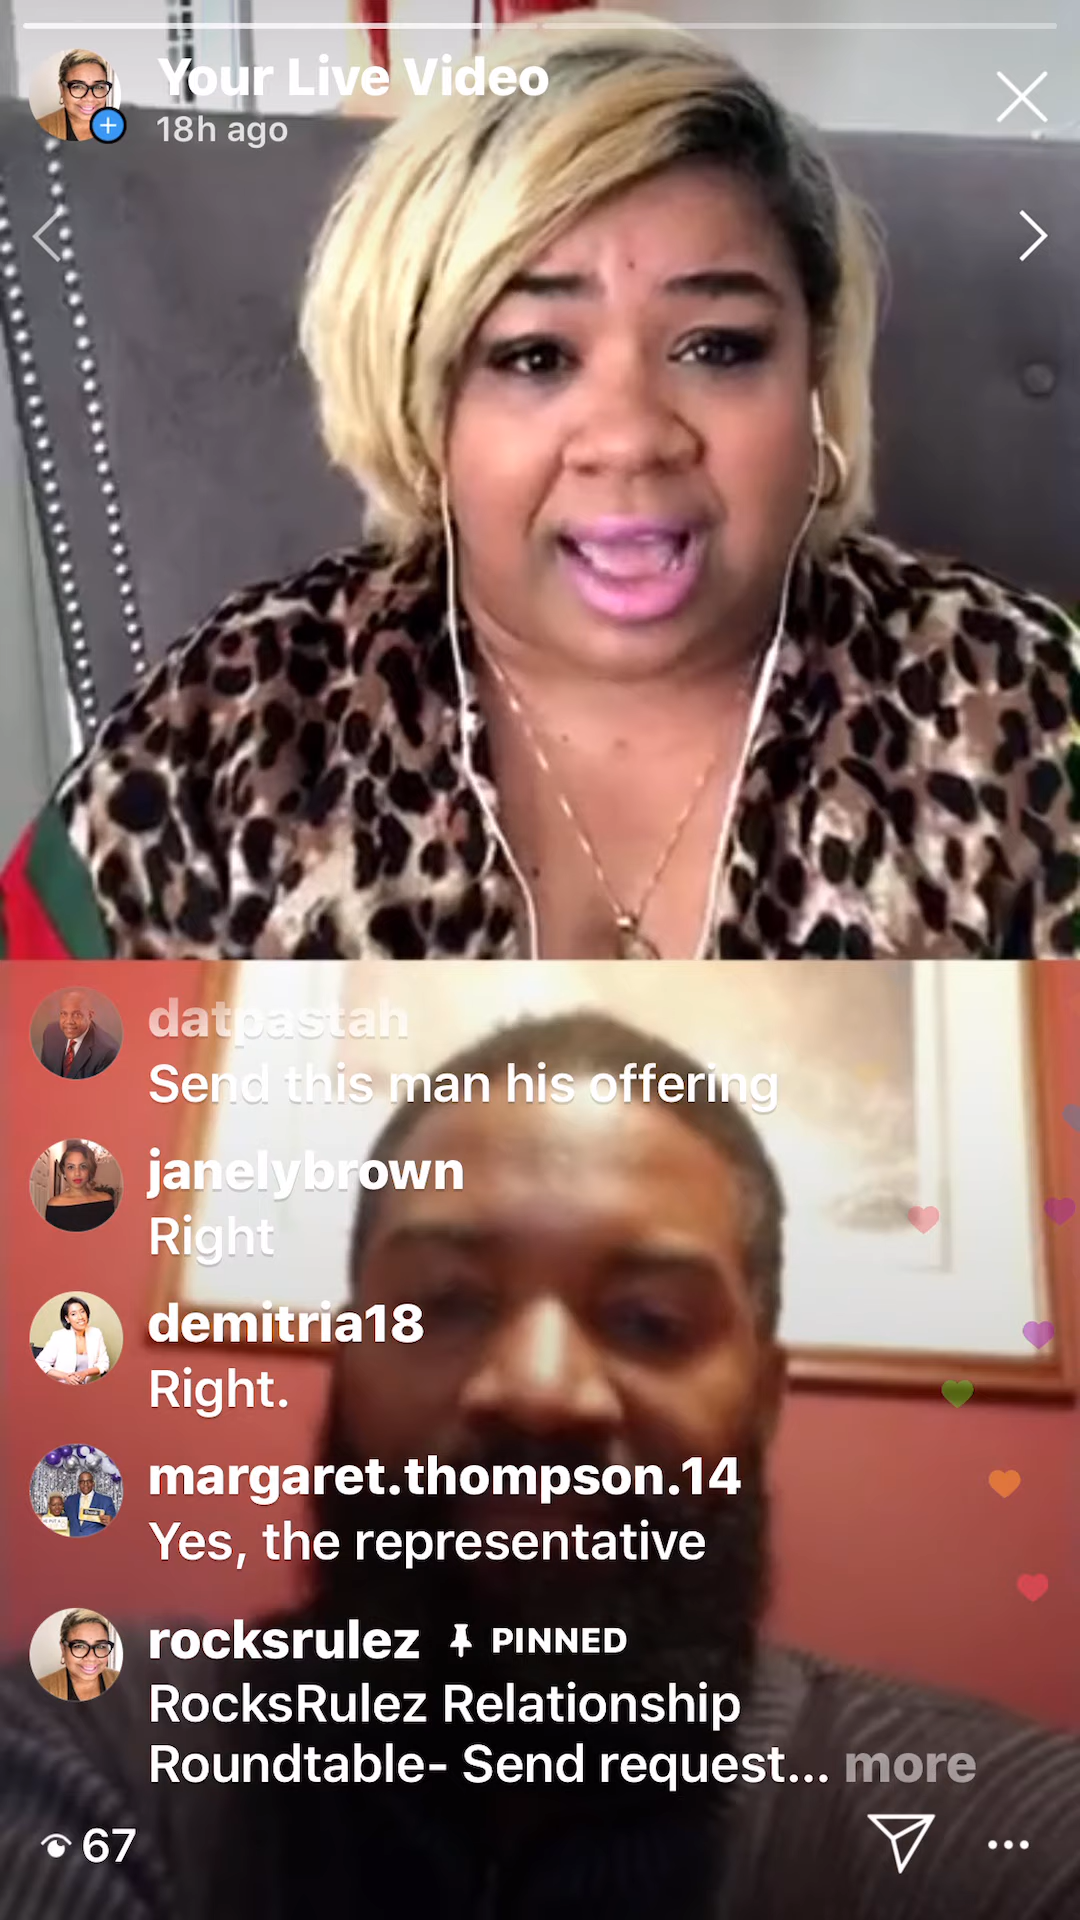 Your Live Video
18h ago
datpastah
Send this man his offering
janelybrown
Right
demitria18
Right.
margaret.thompson.14
Yes, the representative
rocksrulez PINNED
RocksRulez Relationship
Roundtable- Send request... more
67